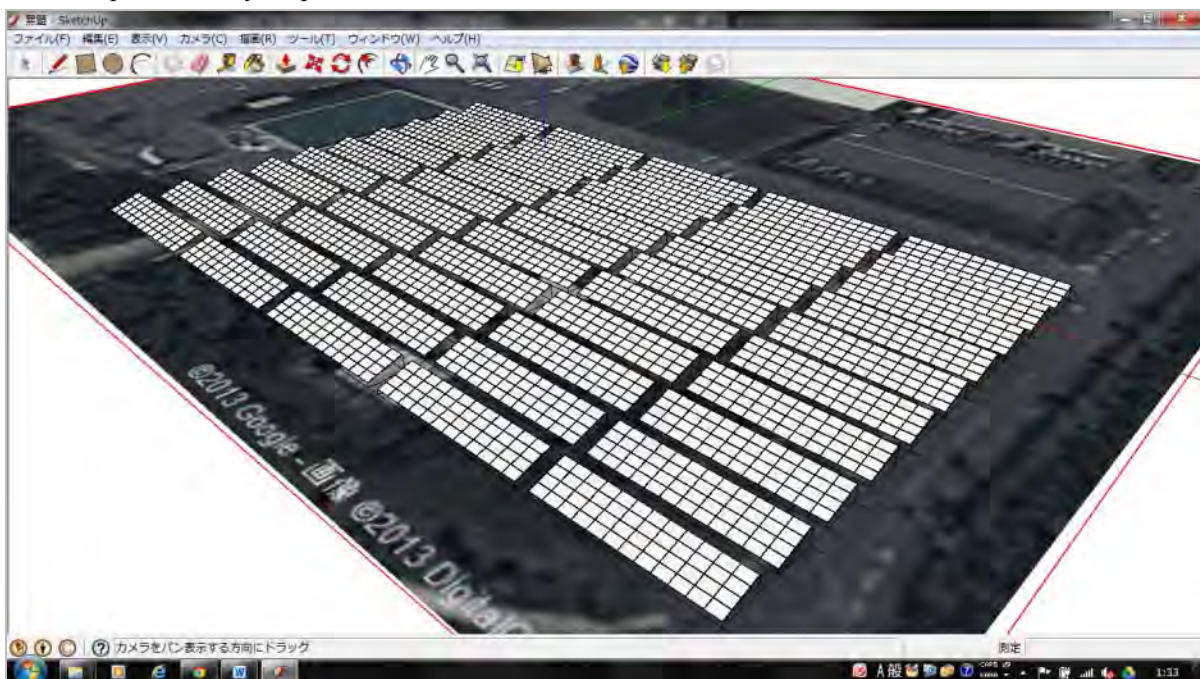 無題 - SketchUp
ファイル(F) 編集(E) 表示(V) カメラ(C) 描画(R) ツール(T) ウィンドウ(W) ヘルプ(H)
©2013 Google - 画像 ©2013 Digital
カメラをパン表示する方向にドラッグ
測定
A 般
CAPS
1:33